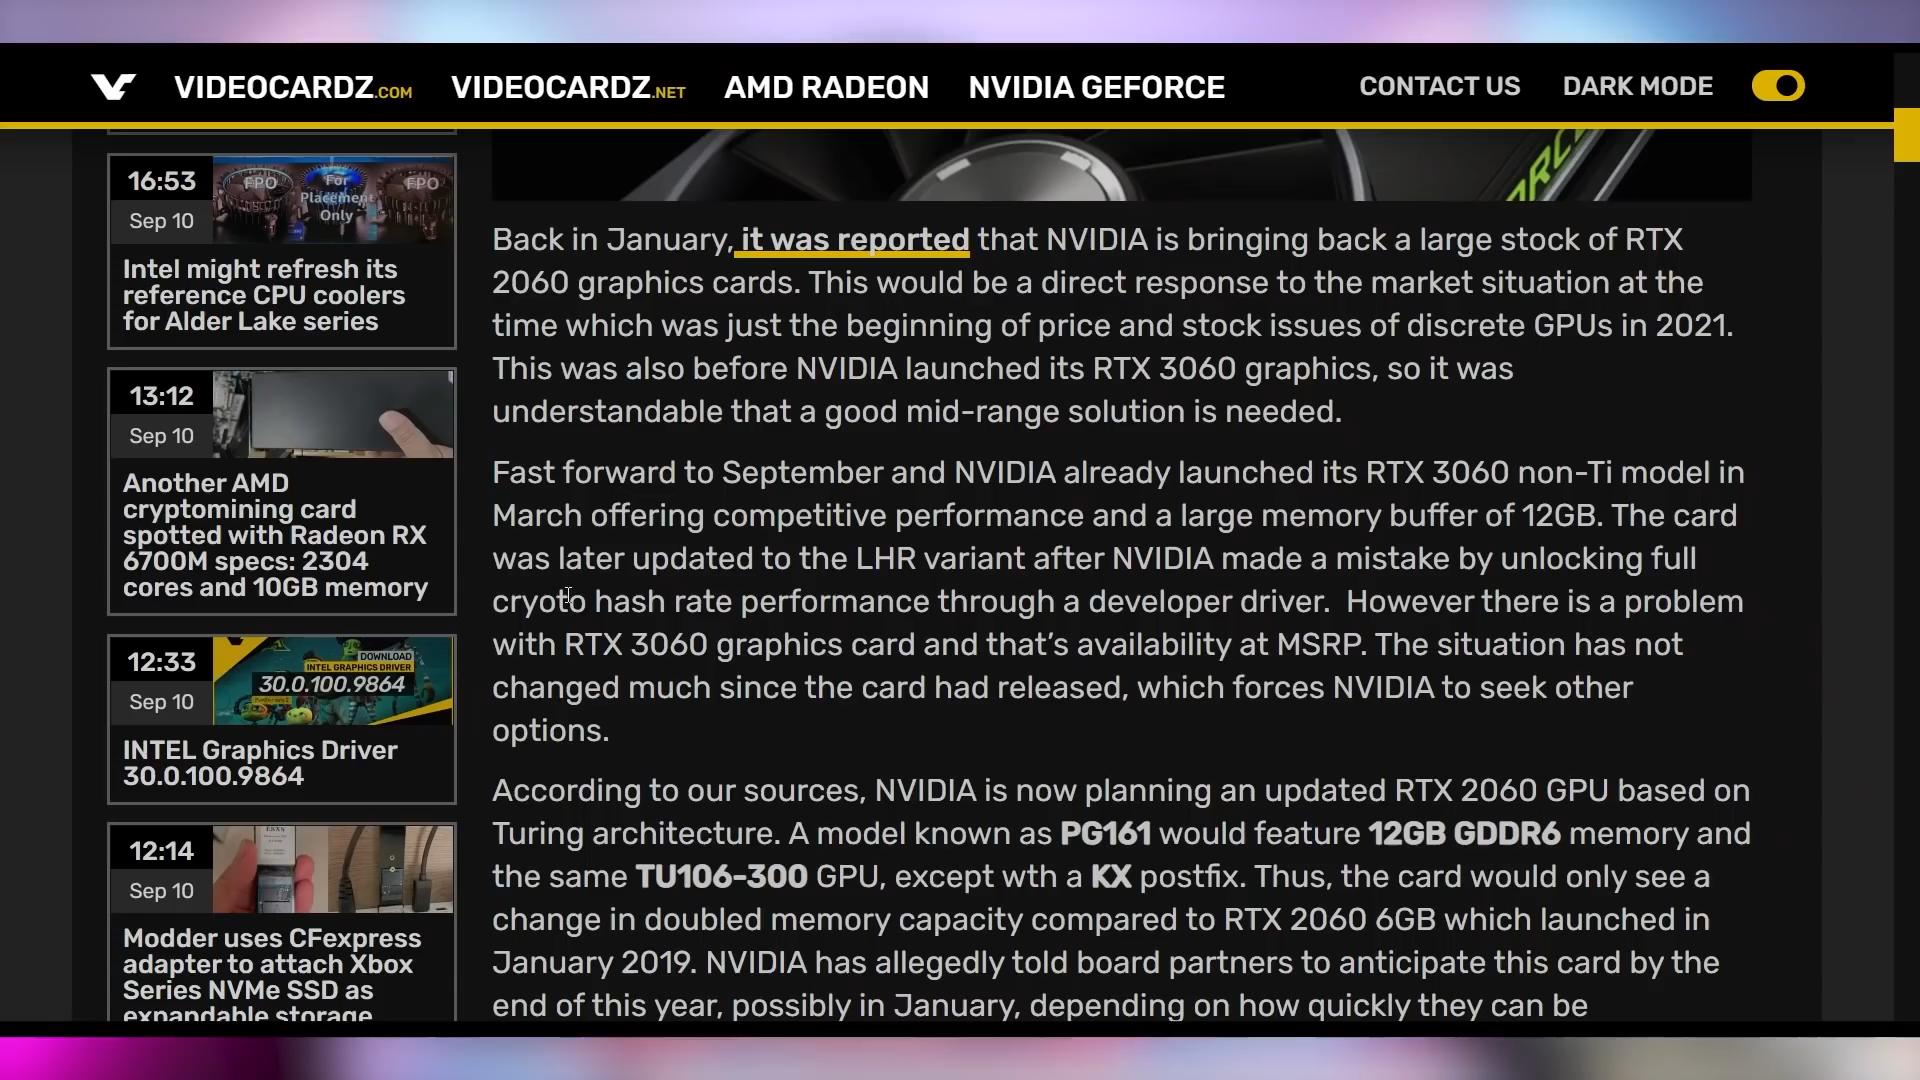 VIDEOCARDZ.COM VIDEOCARDZ.NET AMD RADEON NVIDIA GEFORCE CONTACT US DARK MODE
16:53
Sep 10
FPO
For
Placement
Only
FPO
Intel might refresh its
reference CPU coolers
for Alder Lake series
13:12
Sep 10
Another AMD
cryptomining card
spotted with Radeon RX
6700M specs: 2304
cores and 10GB memory
12:33
Sep 10
DOWNLOAD
INTEL GRAPHICS DRIVER
30.0.100.9864
INTEL Graphics Driver
30.0.100.9864
12:14
Sep 10
Modder uses CFexpress
adapter to attach Xbox
Series NVMe SSD as
expandable storage
Back in January, it was reported that NVIDIA is bringing back a large stock of RTX
2060 graphics cards. This would be a direct response to the market situation at the
time which was just the beginning of price and stock issues of discrete GPUs in 2021.
This was also before NVIDIA launched its RTX 3060 graphics, so it was
understandable that a good mid-range solution is needed.
Fast forward to September and NVIDIA already launched its RTX 3060 non-Ti model in
March offering competitive performance and a large memory buffer of 12GB. The card
was later updated to the LHR variant after NVIDIA made a mistake by unlocking full
cryoto hash rate performance through a developer driver. However there is a problem
with RTX 3060 graphics card and that's availability at MSRP. The situation has not
changed much since the card had released, which forces NVIDIA to seek other
options.
According to our sources, NVIDIA is now planning an updated RTX 2060 GPU based on
Turing architecture. A model known as PG161 would feature 12GB GDDR6 memory and
the same TU106-300 GPU, except wth a KX postfix. Thus, the card would only see a
change in doubled memory capacity compared to RTX 2060 6GB which launched in
January 2019. NVIDIA has allegedly told board partners to anticipate this card by the
end of this year, possibly in January, depending on how quickly they can be